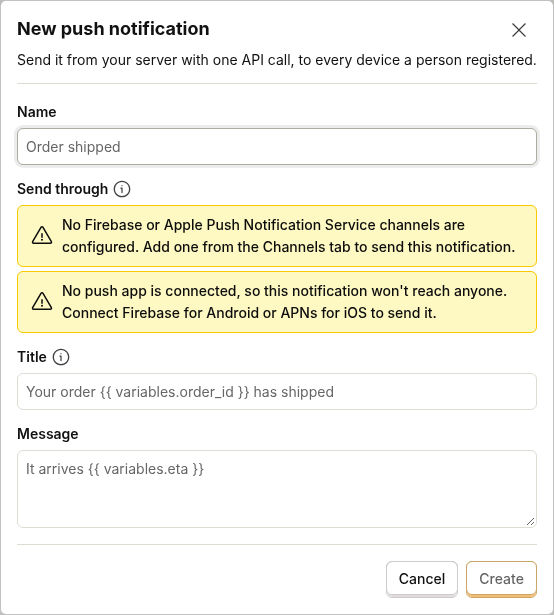 New push notification
Send it from your server with one API call, to every device a person registered.
Name
Order shipped
Send through
No Firebase or Apple Push Notification Service channels are
configured. Add one from the Channels tab to send this notification.
No push app is connected, so this notification won't reach anyone.
Connect Firebase for Android or APNs for iOS to send it.
Title
Your order {{ variables.order_id }} has shipped
Message
It arrives {{ variables.eta }}
Cancel
Create